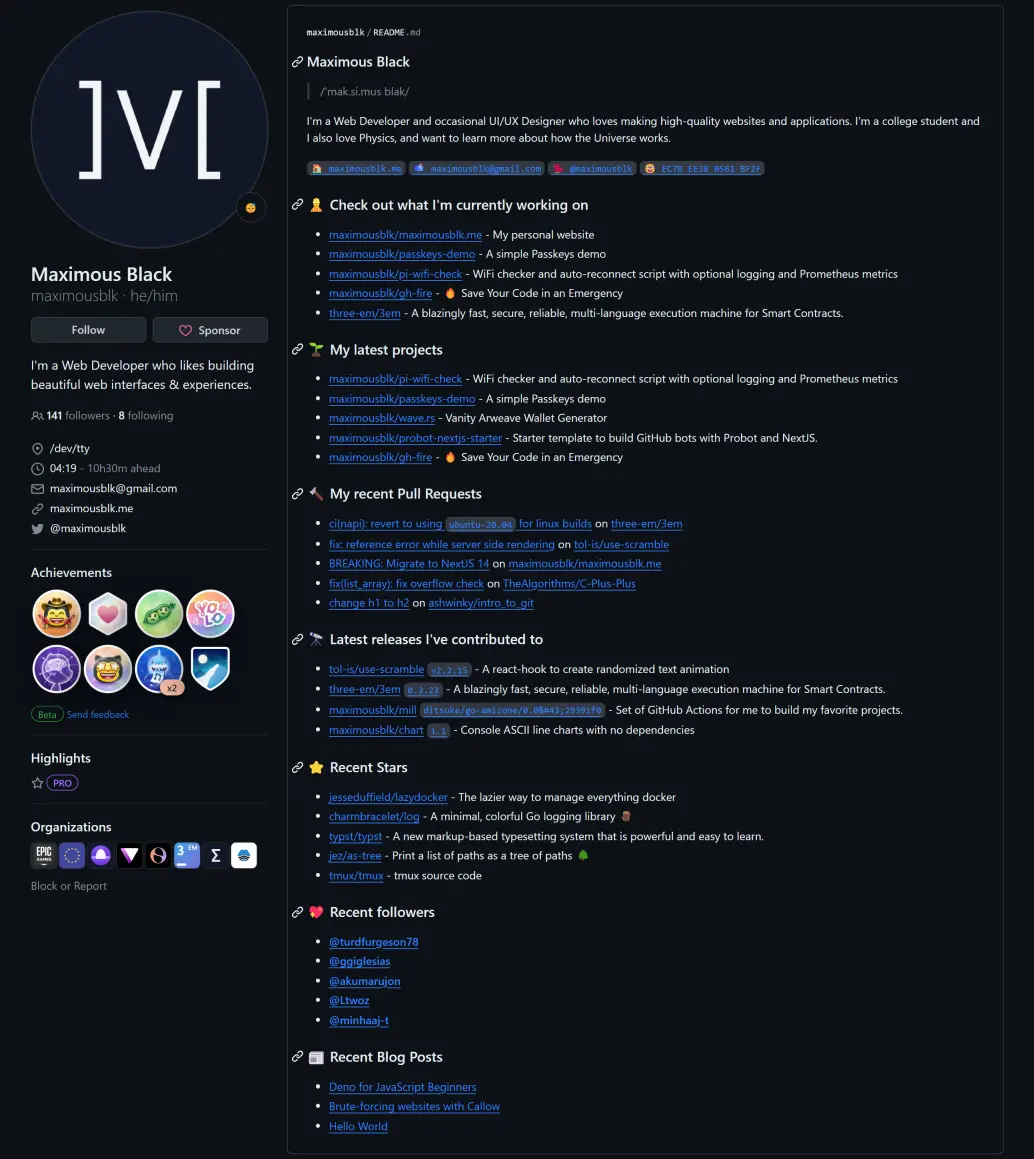 ]V[
Maximous Black
maximousblk · he/him
Follow
Sponsor
I'm a Web Developer who likes building
beautiful web interfaces & experiences.
141 followers · 8 following
/dev/tty
04:19 - 10h30m ahead
maximousblk@gmail.com
maximousblk.me
@maximousblk
Achievements
YOLO
x2
Beta Send feedback
Highlights
PRO
Organizations
EPIC GAMES
3 EM
Σ
Block or Report
maximousblk/README.md
Maximous Black
/'mak.si.mus blak/
I'm a Web Developer and occasional UI/UX Designer who loves making high-quality websites and applications. I'm a college student and
I also love Physics, and want to learn more about how the Universe works.
maximousblk.me maximousblk@gmail.com @maximousblk EC7B EE38 0561 BF2F
Check out what I'm currently working on
maximousblk/maximousblk.me - My personal website
maximousblk/passkeys-demo - A simple Passkeys demo
maximousblk/pi-wifi-check - WiFi checker and auto-reconnect script with optional logging and Prometheus metrics
maximousblk/gh-fire - 🔥 Save Your Code in an Emergency
three-em/3em - A blazingly fast, secure, reliable, multi-language execution machine for Smart Contracts.
My latest projects
maximousblk/pi-wifi-check - WiFi checker and auto-reconnect script with optional logging and Prometheus metrics
maximousblk/passkeys-demo - A simple Passkeys demo
maximousblk/wave.rs - Vanity Arweave Wallet Generator
maximousblk/probot-nextjs-starter - Starter template to build GitHub bots with Probot and NextJS.
maximousblk/gh-fire - 🔥 Save Your Code in an Emergency
My recent Pull Requests
ci(napi): revert to using ubuntu-20.04 for linux builds on three-em/3em
fix: reference error while server side rendering on tol-is/use-scramble
BREAKING: Migrate to NextJS 14 on maximousblk/maximousblk.me
fix(list_array): fix overflow check on TheAlgorithms/C-Plus-Plus
change h1 to h2 on ashwinky/intro_to_git
Latest releases I've contributed to
tol-is/use-scramble v2.2.15 - A react-hook to create randomized text animation
three-em/3em 0.3.23 - A blazingly fast, secure, reliable, multi-language execution machine for Smart Contracts.
maximousblk/mill ditsuke/go-amizone/0.0&#43;29391f0 - Set of GitHub Actions for me to build my favorite projects.
maximousblk/chart 1.1 - Console ASCII line charts with no dependencies
Recent Stars
jesseduffield/lazydocker - The lazier way to manage everything docker
charmbracelet/log - A minimal, colorful Go logging library 🪵
typst/typst - A new markup-based typesetting system that is powerful and easy to learn.
jez/as-tree - Print a list of paths as a tree of paths 🌳
tmux/tmux - tmux source code
Recent followers
@turdfurgeson78
@ggiglesias
@akumarujon
@Ltwoz
@minhaaj-t
Recent Blog Posts
Deno for JavaScript Beginners
Brute-forcing websites with Callow
Hello World